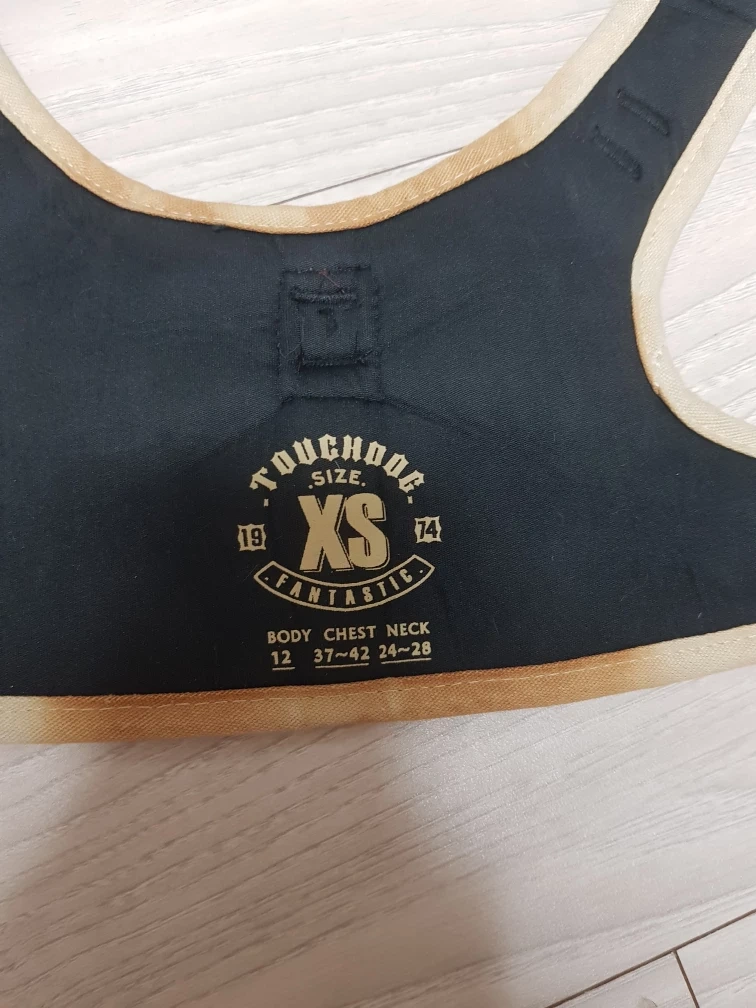 TOUCHDOG
.SIZE.
19 XS 74
.FANTASTIC.
BODY CHEST NECK
12 37~42 24~28